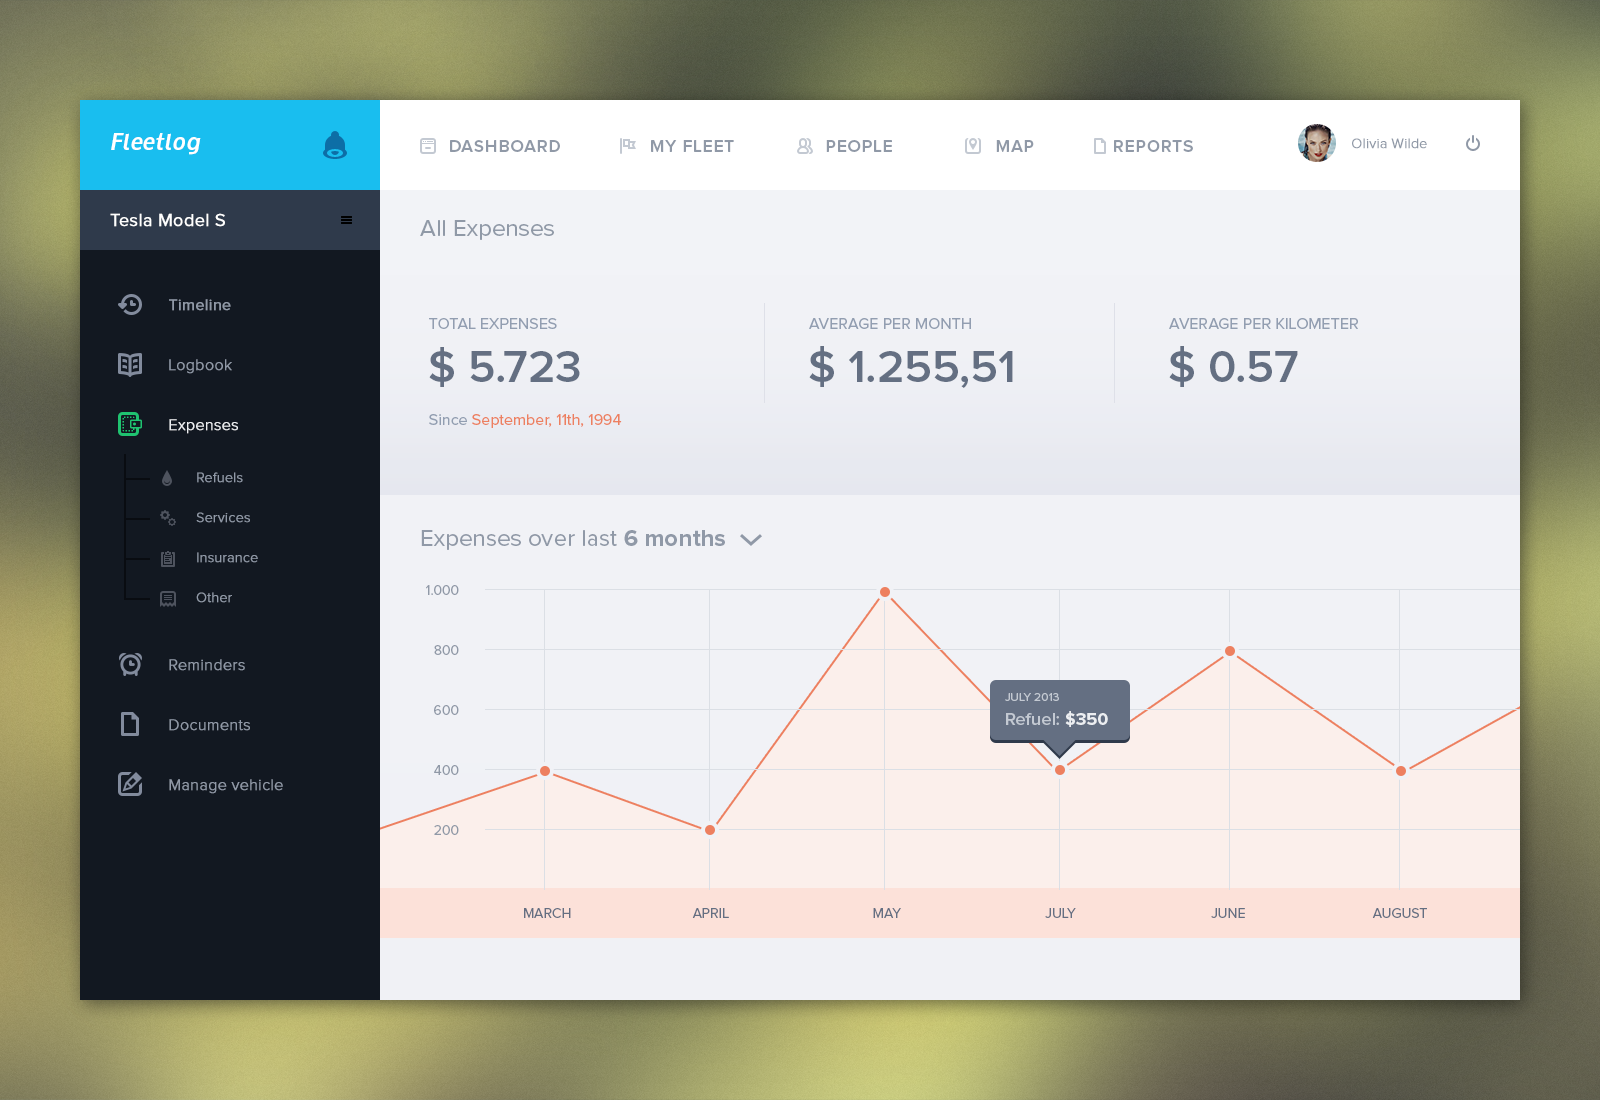 Fleetlog
DASHBOARD
MY FLEET
PEOPLE
MAP
REPORTS
Olivia Wilde
Tesla Model S
Timeline
Logbook
Expenses
Refuels
Services
Insurance
Other
Reminders
Documents
Manage vehicle
All Expenses
TOTAL EXPENSES
$ 5.723
Since September, 11th, 1994
AVERAGE PER MONTH
$ 1.255,51
AVERAGE PER KILOMETER
$ 0.57
Expenses over last 6 months
1.000
800
600
400
200
JULY 2013
Refuel: $350
MARCH
APRIL
MAY
JULY
JUNE
AUGUST